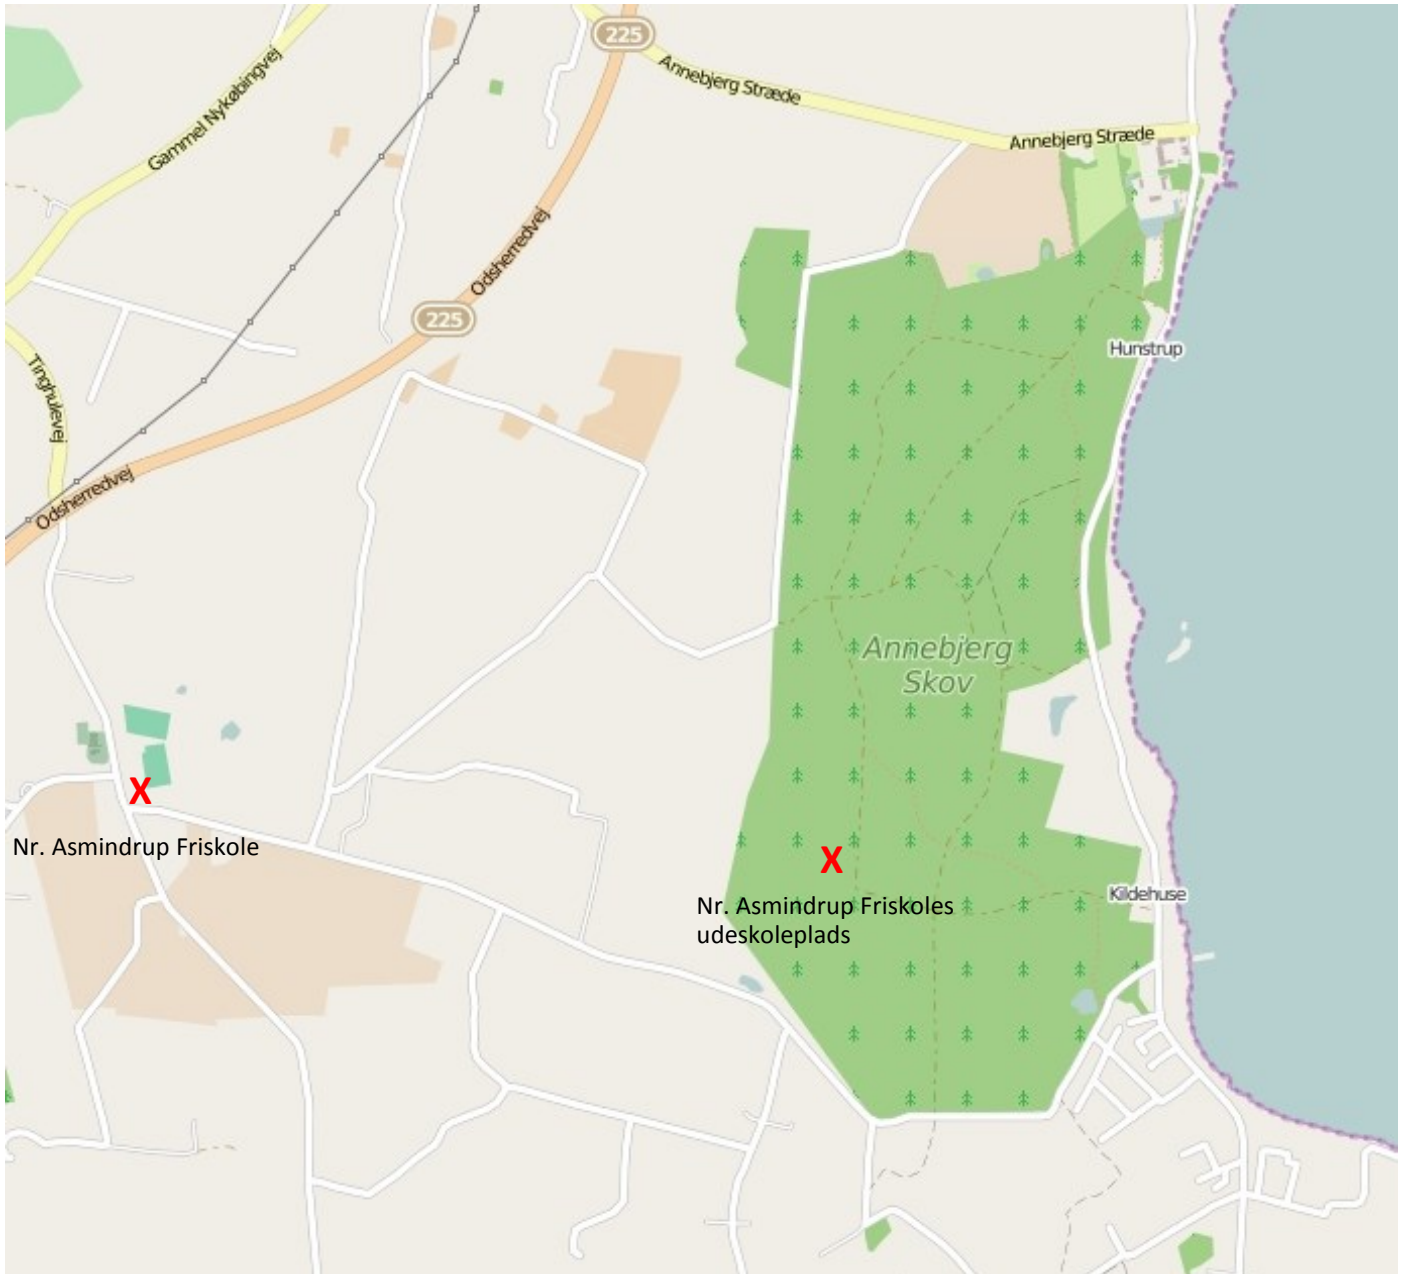 225
Annebjerg Stræde
Gammel Nykøbingvej
Annebjerg Stræde
Odsherredvej
225
Hunstrup
Tinghulevej
Odsherredvej
Annebjerg
Skov
X
Nr. Asmindrup Friskole
X
Kildehuse
Nr. Asmindrup Friskoles
udeskoleplads